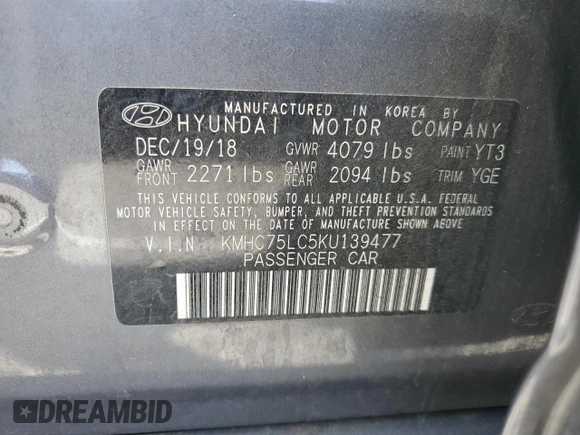 MANUFACTURED IN KOREA BY
HYUNDAI MOTOR COMPANY
DEC/19/18 GVWR 4079 lbs PAINT YT3
GAWR FRONT 2271 lbs GAWR REAR 2094 lbs TRIM YGE
THIS VEHICLE CONFORMS TO ALL APPLICABLE U.S.A. FEDERAL
MOTOR VEHICLE SAFETY, BUMPER, AND THEFT PREVENTION STANDARDS
IN EFFECT ON THE DATE OF MANUFACTURE SHOWN ABOVE.
V.I.N KMHC75LC5KU139477
PASSENGER CAR
DREAMBID